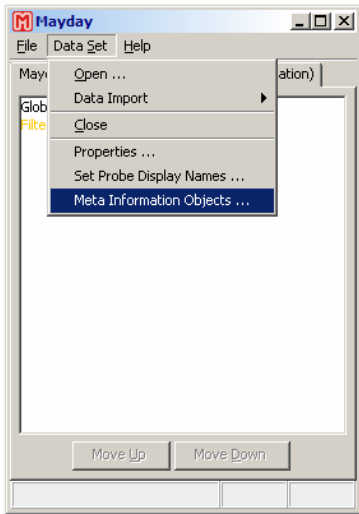 Mayday
File Data Set Help
Open ...
ation)
Data Import
Glob
Close
Filte
Properties ...
Set Probe Display Names ...
Meta Information Objects ...
Move Up Move Down